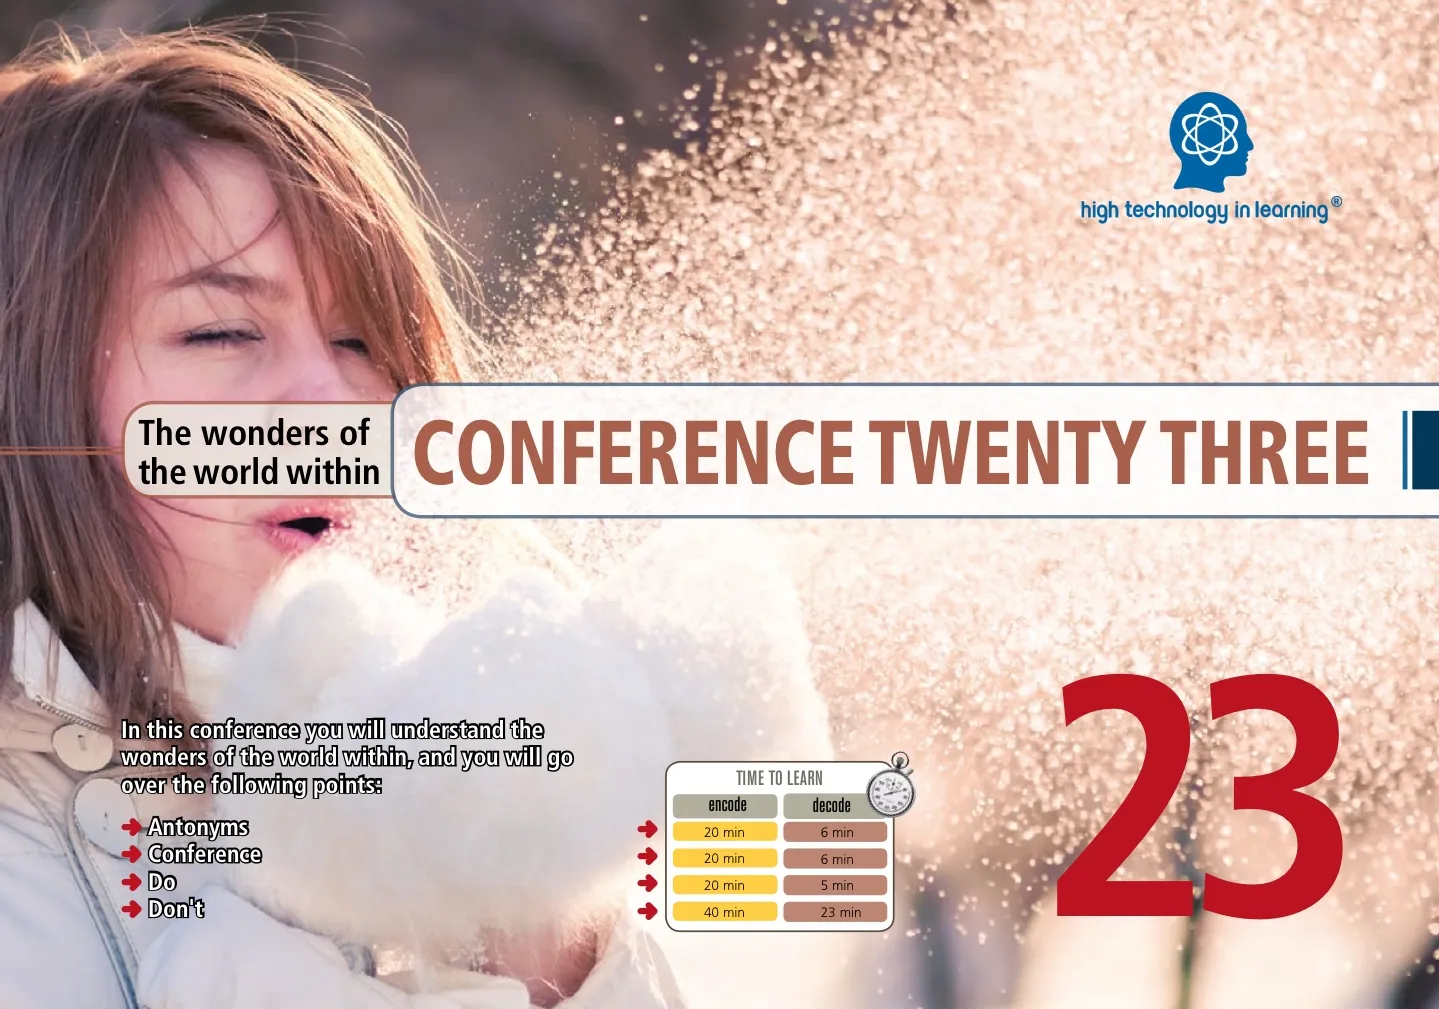 high technology in learning®
The wonders of
the world within
CONFERENCE TWENTY THREE
In this conference you will understand the
wonders of the world within, and you will go
over the following points:
Antonyms
Conference
Do
Don't
TIME TO LEARN
encode decode
20 min 6 min
20 min 6 min
20 min 5 min
40 min 23 min
23